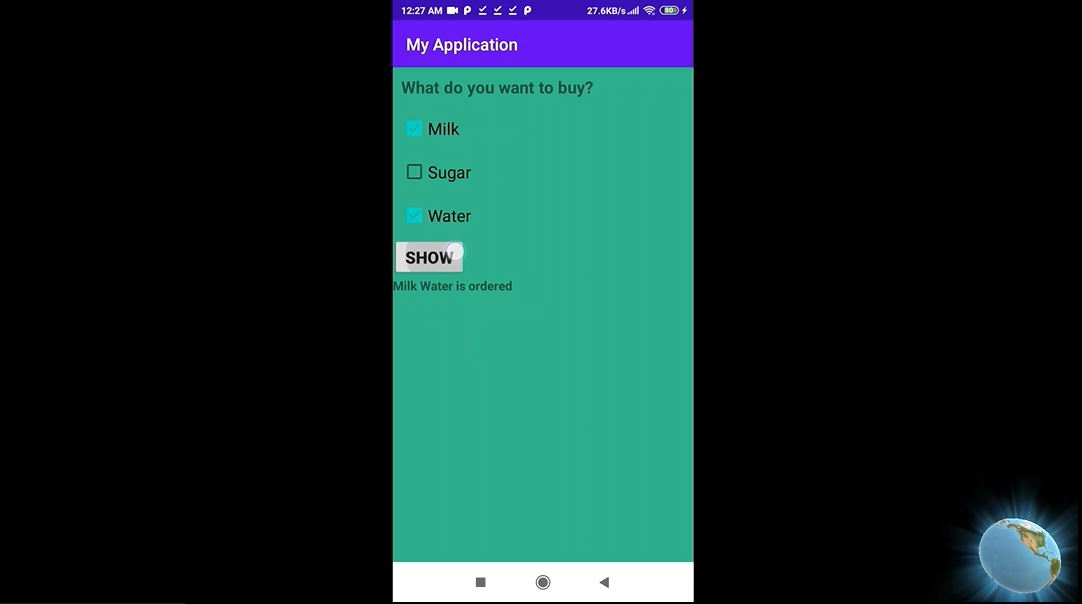 12:27 AM 27.6KB/s 80
My Application
What do you want to buy?
Milk
Sugar
Water
SHOW
Milk Water is ordered